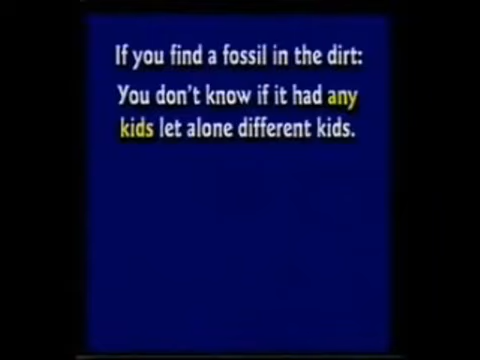 If you find a fossil in the dirt:
You don't know if it had any
kids let alone different kids.